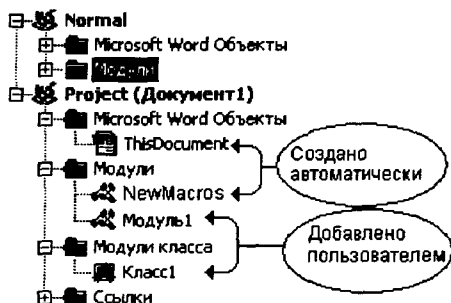 Normal
Microsoft Word Объекты
Модули
Project (Документ1)
Microsoft Word Объекты
ThisDocument
Модули
NewMacros
Модуль1
Модули класса
Класс1
Ссылки
Создано
автоматически
Добавлено
пользователем